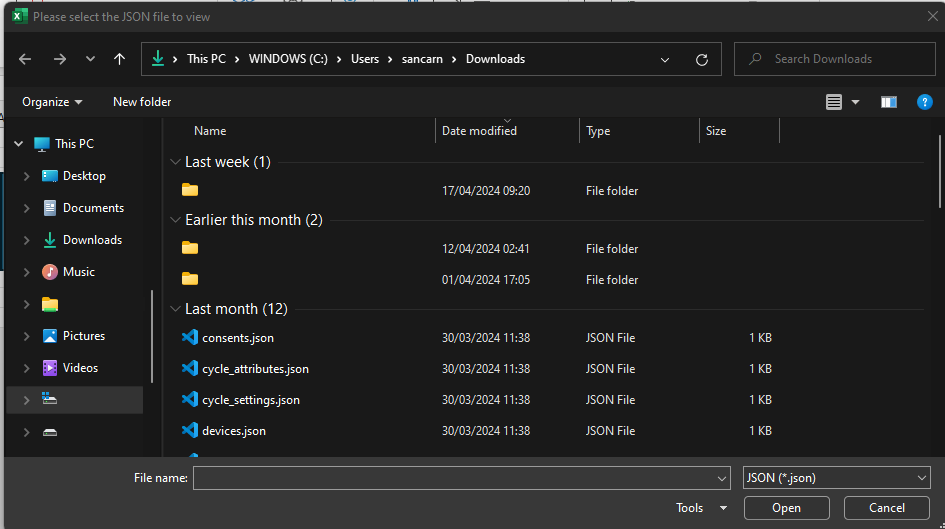 Please select the JSON file to view
This PC > WINDOWS (C:) > Users > sancarn > Downloads
Search Downloads
Organize New folder
?
Name Date modified Type Size
This PC
Desktop
Documents
Downloads
Music
Pictures
Videos
Last week (1)
17/04/2024 09:20 File folder
Earlier this month (2)
12/04/2024 02:41 File folder
01/04/2024 17:05 File folder
Last month (12)
consents.json 30/03/2024 11:38 JSON File 1 KB
cycle_attributes.json 30/03/2024 11:38 JSON File 1 KB
cycle_settings.json 30/03/2024 11:38 JSON File 1 KB
devices.json 30/03/2024 11:38 JSON File 1 KB
File name: JSON (*.json)
Tools Open Cancel